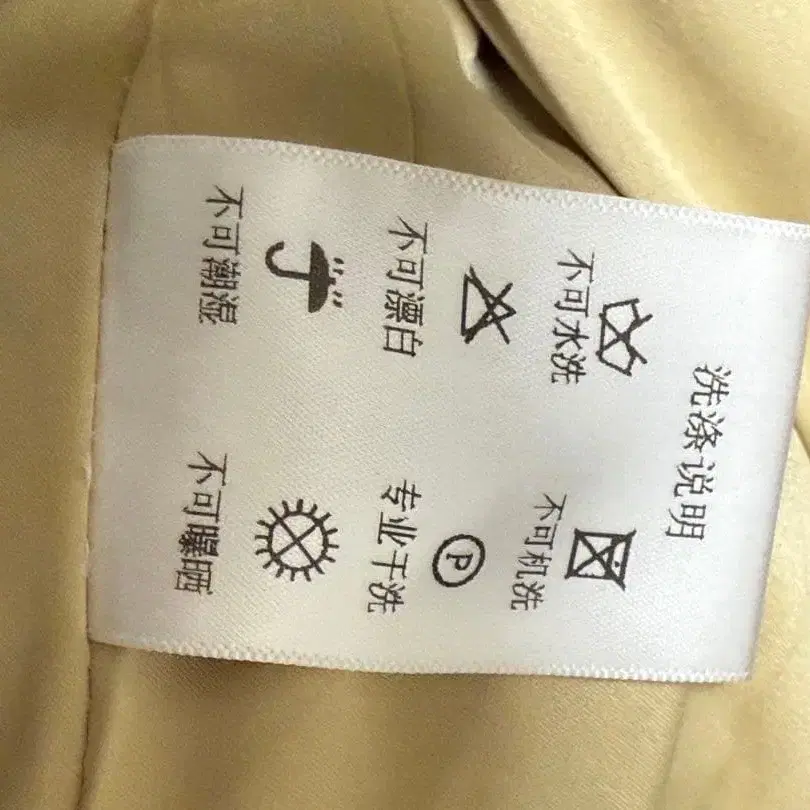 洗涤说明
不可水洗
不可机洗
不可漂白
P
专业干洗
不可潮湿
不可曝晒